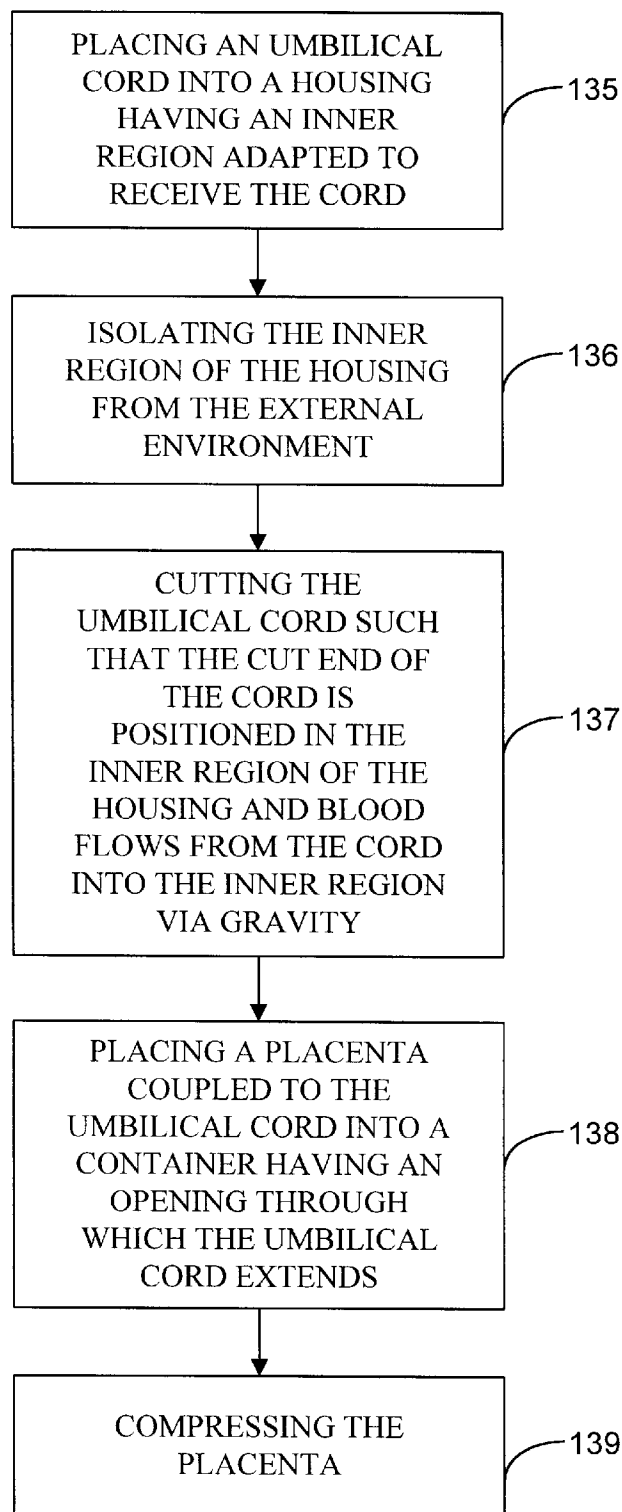 PLACING AN UMBILICAL
CORD INTO A HOUSING
HAVING AN INNER
REGION ADAPTED TO
RECEIVE THE CORD
135
ISOLATING THE INNER
REGION OF THE HOUSING
FROM THE EXTERNAL
ENVIRONMENT
136
CUTTING THE
UMBILICAL CORD SUCH
THAT THE CUT END OF
THE CORD IS
POSITIONED IN THE
INNER REGION OF THE
HOUSING AND BLOOD
FLOWS FROM THE CORD
INTO THE INNER REGION
VIA GRAVITY
137
PLACING A PLACENTA
COUPLED TO THE
UMBILICAL CORD INTO A
CONTAINER HAVING AN
OPENING THROUGH
WHICH THE UMBILICAL
CORD EXTENDS
138
COMPRESSING THE
PLACENTA
139